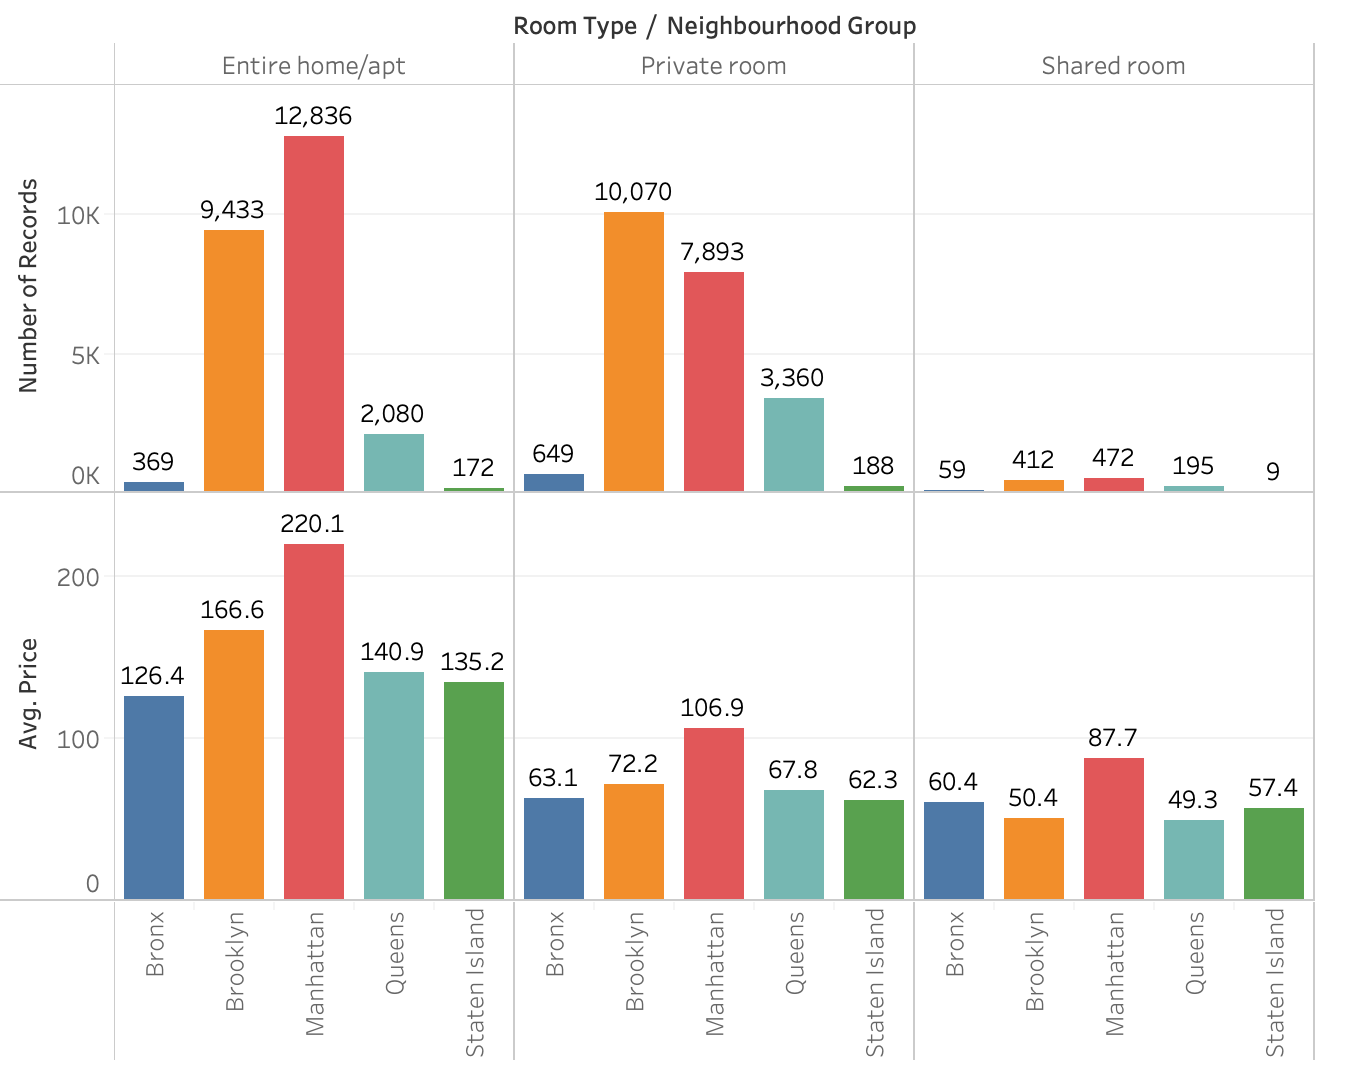 Room Type / Neighbourhood Group
Entire home/apt Private room Shared room
Number of Records
10K
5K
0K
369 9,433 12,836 2,080 172
649 10,070 7,893 3,360 188
59 412 472 195 9
Avg. Price
200
100
0
126.4 166.6 220.1 140.9 135.2
63.1 72.2 106.9 67.8 62.3
60.4 50.4 87.7 49.3 57.4
Bronx Brooklyn Manhattan Queens Staten Island
Bronx Brooklyn Manhattan Queens Staten Island
Bronx Brooklyn Manhattan Queens Staten Island